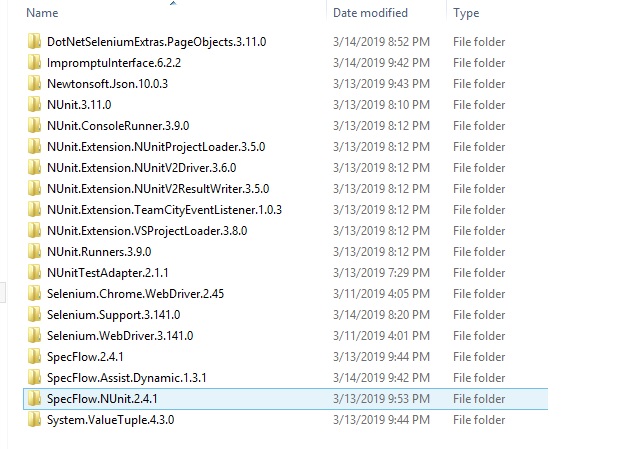 Name Date modified Type
DotNetSeleniumExtras.PageObjects.3.11.0 3/14/2019 8:52 PM File folder
ImpromptuInterface.6.2.2 3/14/2019 9:42 PM File folder
Newtonsoft.Json.10.0.3 3/13/2019 9:43 PM File folder
NUnit.3.11.0 3/13/2019 8:10 PM File folder
NUnit.ConsoleRunner.3.9.0 3/13/2019 8:12 PM File folder
NUnit.Extension.NUnitProjectLoader.3.5.0 3/13/2019 8:12 PM File folder
NUnit.Extension.NUnitV2Driver.3.6.0 3/13/2019 8:12 PM File folder
NUnit.Extension.NUnitV2ResultWriter.3.5.0 3/13/2019 8:12 PM File folder
NUnit.Extension.TeamCityEventListener.1.0.3 3/13/2019 8:12 PM File folder
NUnit.Extension.VSProjectLoader.3.8.0 3/13/2019 8:12 PM File folder
NUnit.Runners.3.9.0 3/13/2019 8:12 PM File folder
NUnitTestAdapter.2.1.1 3/13/2019 7:29 PM File folder
Selenium.Chrome.WebDriver.2.45 3/11/2019 4:05 PM File folder
Selenium.Support.3.141.0 3/14/2019 8:20 PM File folder
Selenium.WebDriver.3.141.0 3/11/2019 4:01 PM File folder
SpecFlow.2.4.1 3/13/2019 9:44 PM File folder
SpecFlow.Assist.Dynamic.1.3.1 3/14/2019 9:42 PM File folder
SpecFlow.NUnit.2.4.1 3/13/2019 9:53 PM File folder
System.ValueTuple.4.3.0 3/13/2019 9:44 PM File folder